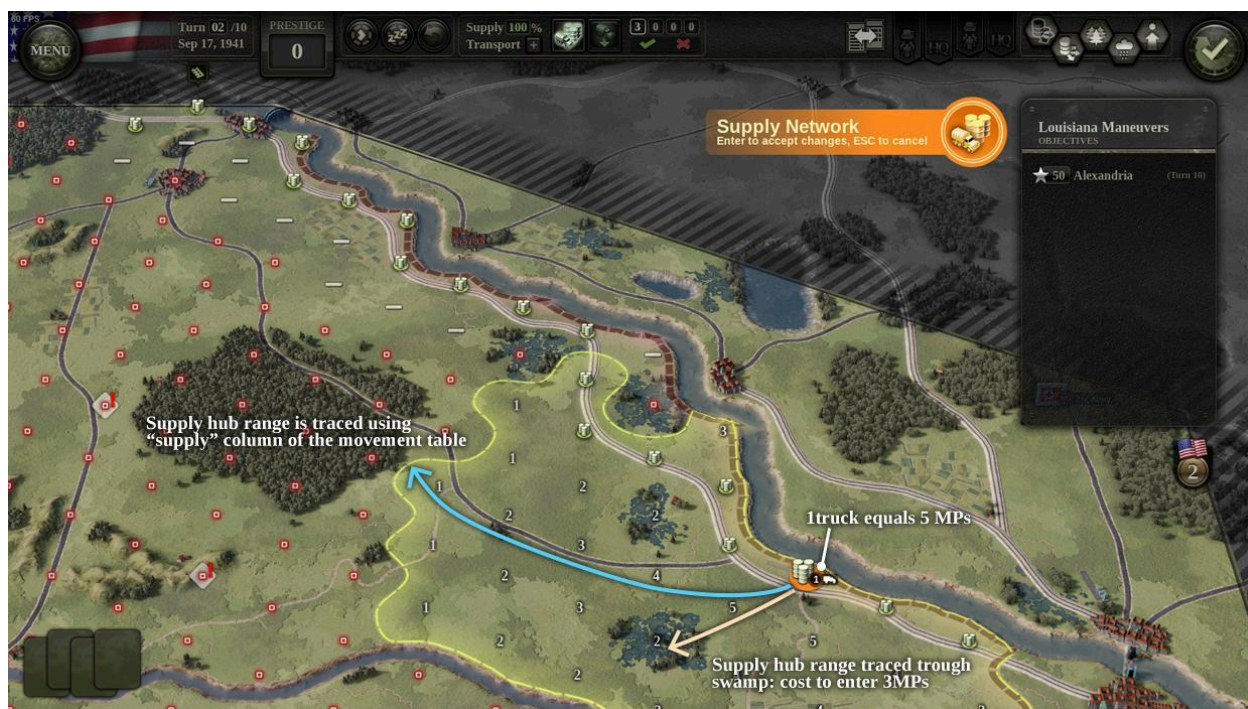 60 FPS
MENU
Turn 02 /10
Sep 17, 1941
PRESTIGE
0
zzz
Supply 100 %
Transport +
3 0 0 0
HQ
HQ
Supply Network
Enter to accept changes, ESC to cancel
Louisiana Maneuvers
OBJECTIVES
50 Alexandria (Turn 10)
1
3
Supply hub range is traced using
“supply” column of the movement table
1
1
2
2
2
2
1truck equals 5 MPs
1
3
2
4
1
1
3
5
2
2
5
Supply hub range traced trough
swamp: cost to enter 3MPs
2